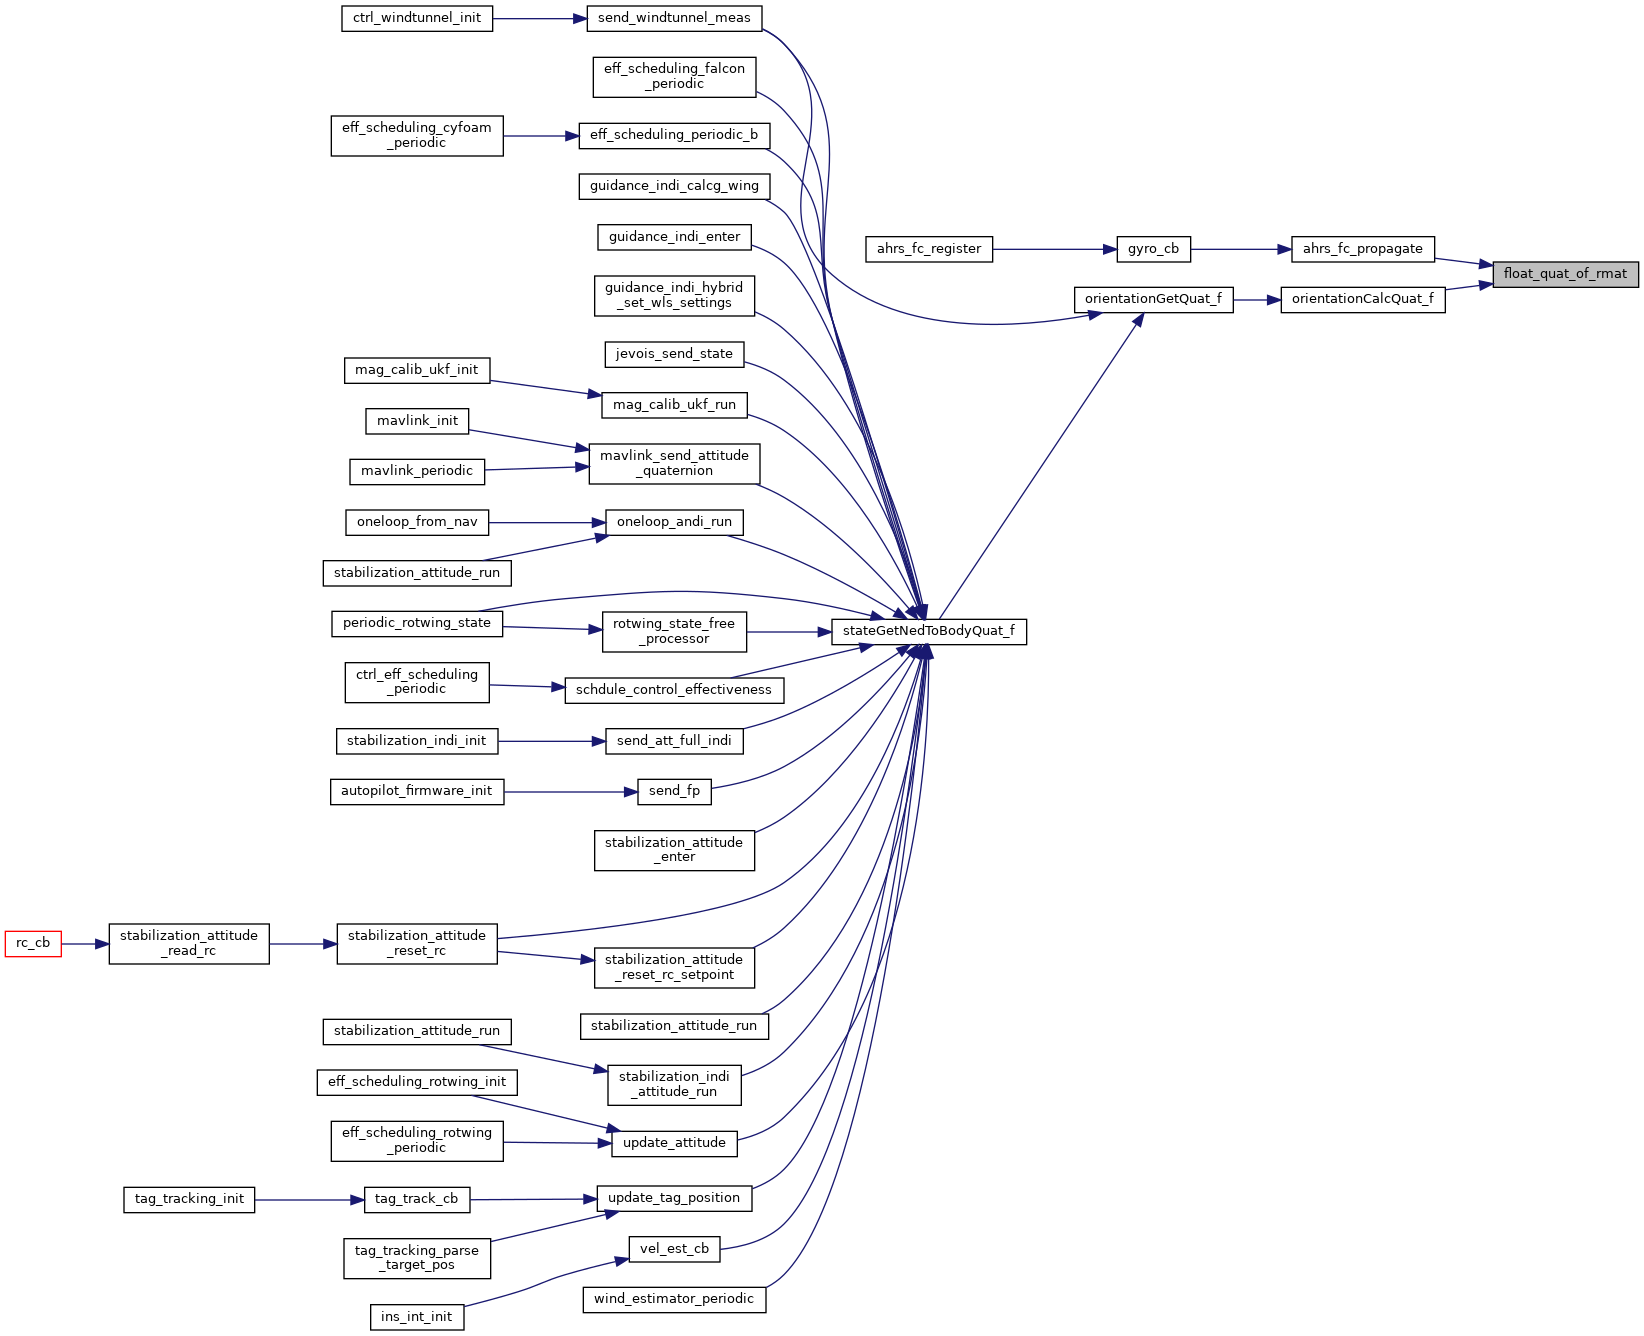 ctrl_windtunnel_init
send_windtunnel_meas
eff_scheduling_falcon
_periodic
eff_scheduling_cyfoam
_periodic
eff_scheduling_periodic_b
guidance_indi_calcg_wing
guidance_indi_enter
ahrs_fc_register
gyro_cb
ahrs_fc_propagate
float_quat_of_rmat
guidance_indi_hybrid
_set_wls_settings
orientationGetQuat_f
orientationCalcQuat_f
jevois_send_state
mag_calib_ukf_init
mag_calib_ukf_run
mavlink_init
mavlink_send_attitude
_quaternion
mavlink_periodic
oneloop_from_nav
oneloop_andi_run
stabilization_attitude_run
periodic_rotwing_state
rotwing_state_free
_processor
stateGetNedToBodyQuat_f
ctrl_eff_scheduling
_periodic
schdule_control_effectiveness
stabilization_indi_init
send_att_full_indi
autopilot_firmware_init
send_fp
stabilization_attitude
_enter
rc_cb
stabilization_attitude
_read_rc
stabilization_attitude
_reset_rc
stabilization_attitude
_reset_rc_setpoint
stabilization_attitude_run
stabilization_attitude_run
stabilization_indi
_attitude_run
eff_scheduling_rotwing_init
eff_scheduling_rotwing
_periodic
update_attitude
tag_tracking_init
tag_track_cb
update_tag_position
tag_tracking_parse
_target_pos
vel_est_cb
wind_estimator_periodic
ins_int_init